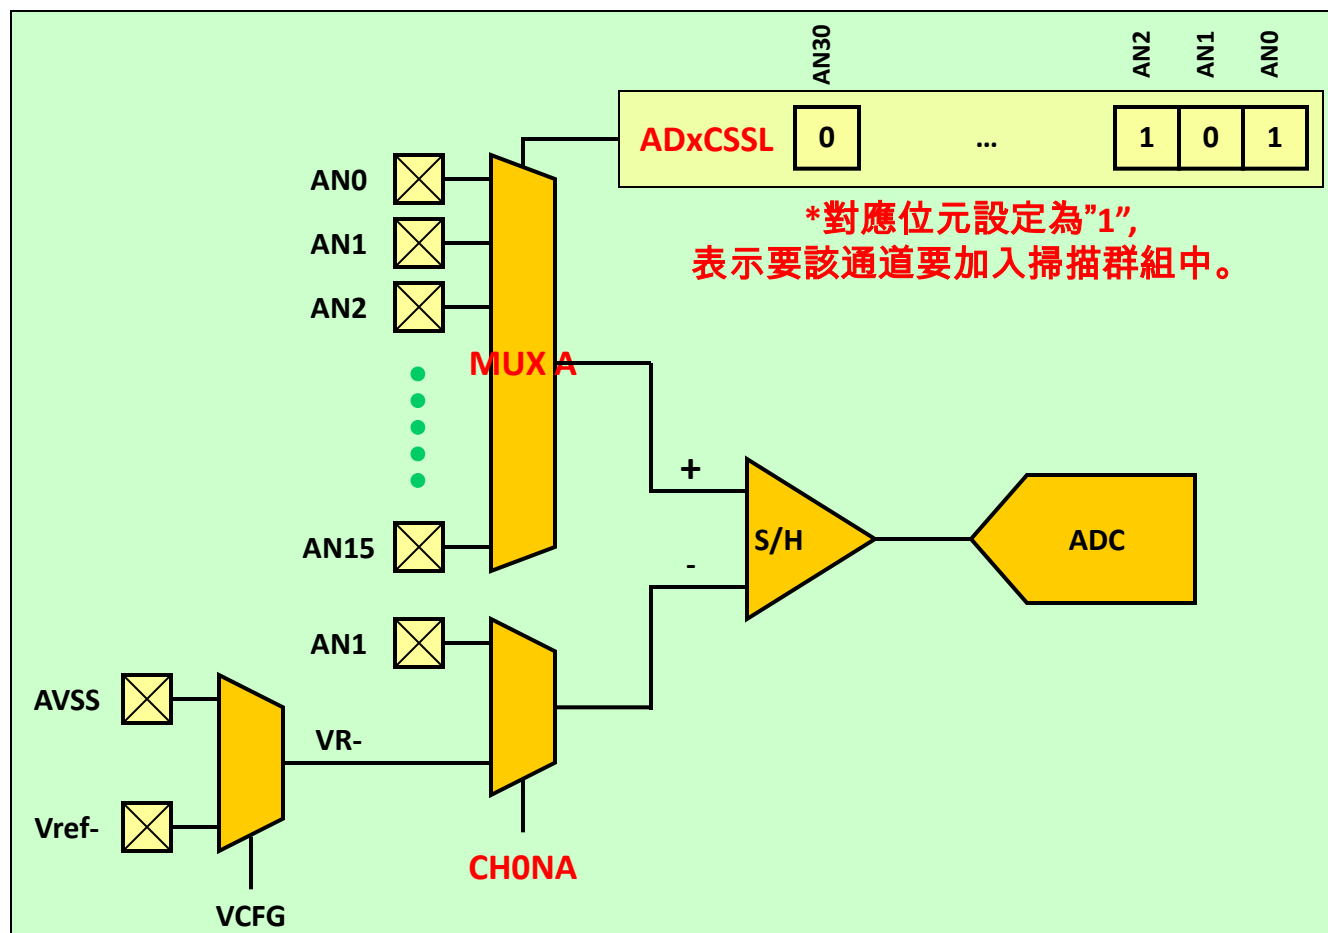 AN30
AN2
AN1
AN0
ADxCSSL 0 ... 1 0 1
*對應位元設定為”1”,
表示要該通道要加入掃描群組中。
AN0
AN1
AN2
MUX A
AN15
+
-
S/H
ADC
AN1
AVSS
VR-
Vref-
CH0NA
VCFG